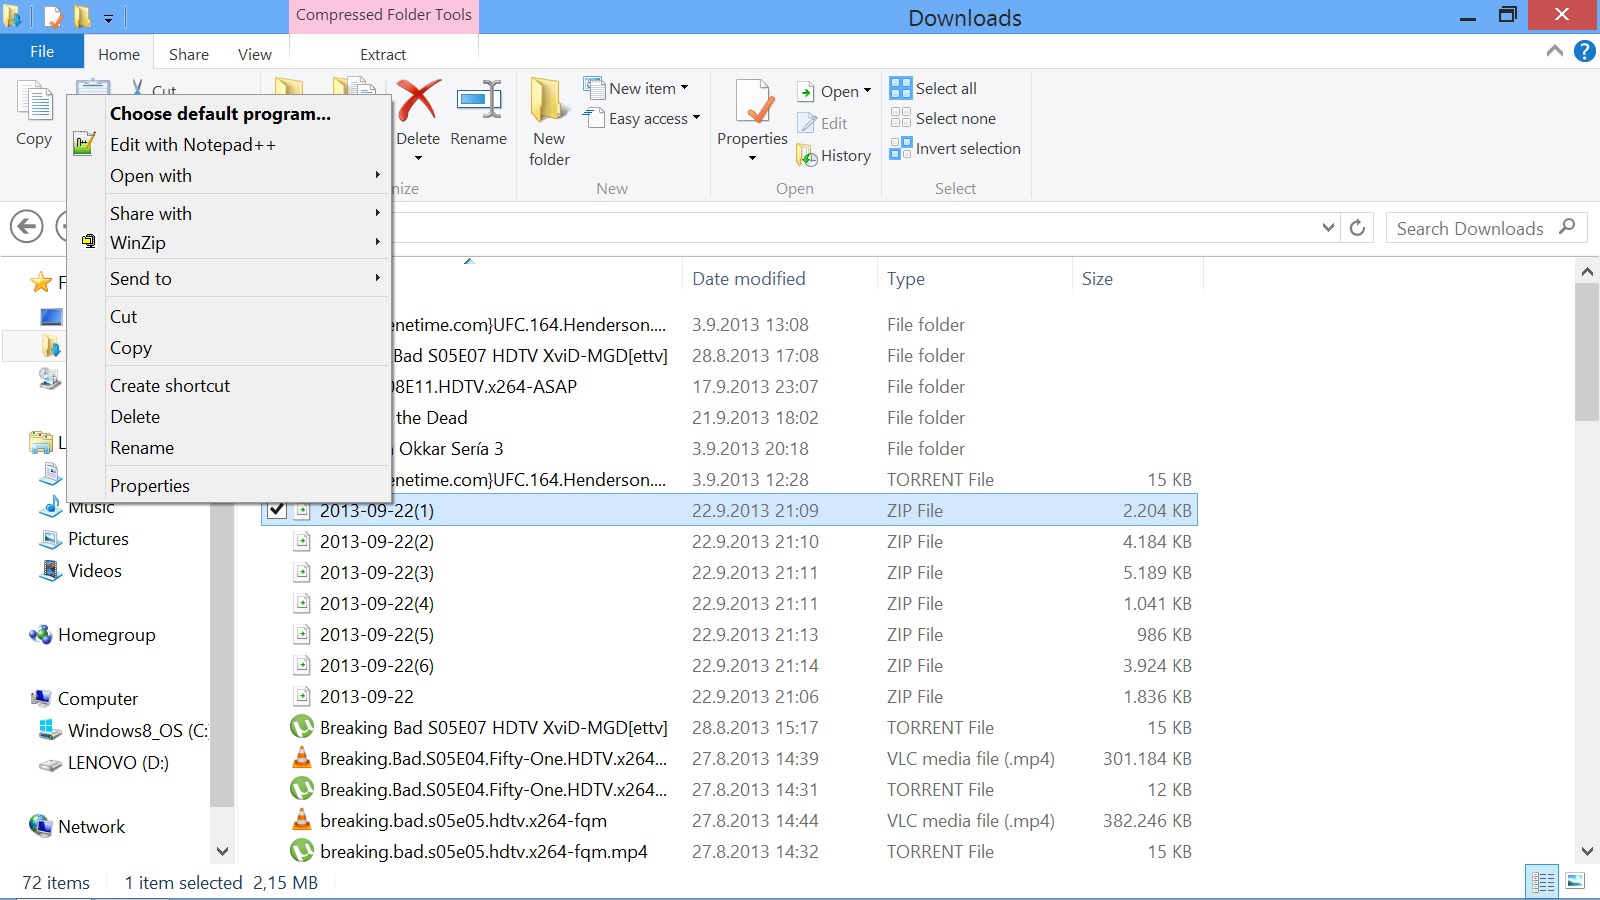 Compressed Folder Tools
Downloads
File
Home
Share
View
Extract
Copy
Cut
Delete
Rename
New folder
New item
Easy access
New
Properties
Open
Edit
History
Open
Select all
Select none
Invert selection
Select
Choose default program...
Edit with Notepad++
Open with
Share with
WinZip
Send to
Cut
Copy
Create shortcut
Delete
Rename
Properties
Search Downloads
Date modified
Type
Size
enetime.com}UFC.164.Henderson....
3.9.2013 13:08
File folder
Bad S05E07 HDTV XviD-MGD[ettv]
28.8.2013 17:08
File folder
08E11.HDTV.x264-ASAP
17.9.2013 23:07
File folder
the Dead
21.9.2013 18:02
File folder
Okkar Sería 3
3.9.2013 20:18
File folder
enetime.com}UFC.164.Henderson....
3.9.2013 12:28
TORRENT File
15 KB
2013-09-22(1)
22.9.2013 21:09
ZIP File
2.204 KB
2013-09-22(2)
22.9.2013 21:10
ZIP File
4.184 KB
2013-09-22(3)
22.9.2013 21:11
ZIP File
5.189 KB
2013-09-22(4)
22.9.2013 21:11
ZIP File
1.041 KB
2013-09-22(5)
22.9.2013 21:13
ZIP File
986 KB
2013-09-22(6)
22.9.2013 21:14
ZIP File
3.924 KB
2013-09-22
22.9.2013 21:06
ZIP File
1.836 KB
Breaking Bad S05E07 HDTV XviD-MGD[ettv]
28.8.2013 15:17
TORRENT File
15 KB
Breaking.Bad.S05E04.Fifty-One.HDTV.x264...
27.8.2013 14:39
VLC media file (.mp4)
301.184 KB
Breaking.Bad.S05E04.Fifty-One.HDTV.x264...
27.8.2013 14:31
TORRENT File
12 KB
breaking.bad.s05e05.hdtv.x264-fqm
27.8.2013 14:44
VLC media file (.mp4)
382.246 KB
breaking.bad.s05e05.hdtv.x264-fqm.mp4
27.8.2013 14:32
TORRENT File
15 KB
Music
Pictures
Videos
Homegroup
Computer
Windows8_OS (C:
LENOVO (D:)
Network
72 items
1 item selected
2,15 MB